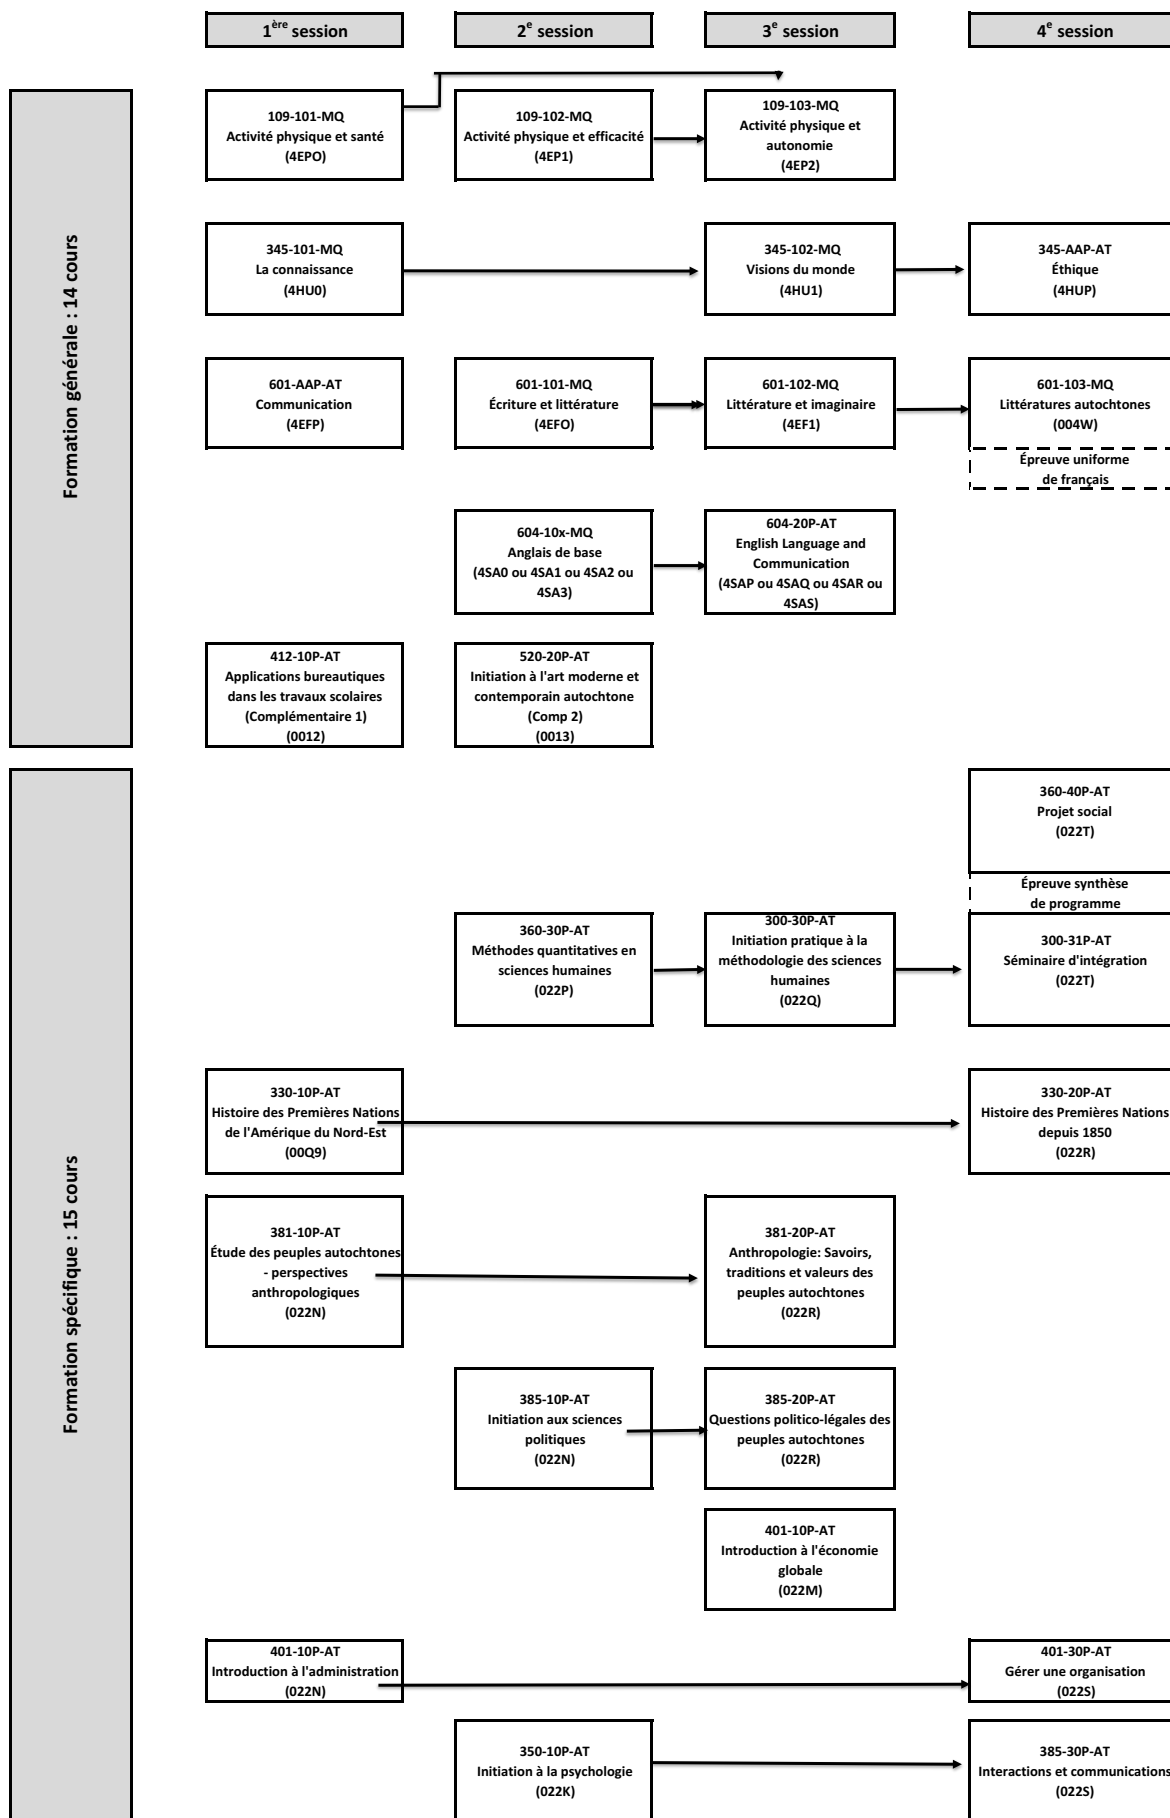 1ère session
2e session
3e session
4e session
Formation générale : 14 cours
109-101-MQ
Activité physique et santé
(4EPO)
109-102-MQ
Activité physique et efficacité
(4EP1)
109-103-MQ
Activité physique et
autonomie
(4EP2)
345-101-MQ
La connaissance
(4HU0)
345-102-MQ
Visions du monde
(4HU1)
345-AAP-AT
Éthique
(4HUP)
601-AAP-AT
Communication
(4EFP)
601-101-MQ
Écriture et littérature
(4EFO)
601-102-MQ
Littérature et imaginaire
(4EF1)
601-103-MQ
Littératures autochtones
(004W)
Épreuve uniforme
de français
604-10x-MQ
Anglais de base
(4SA0 ou 4SA1 ou 4SA2 ou
4SA3)
604-20P-AT
English Language and
Communication
(4SAP ou 4SAQ ou 4SAR ou
4SAS)
412-10P-AT
Applications bureautiques
dans les travaux scolaires
(Complémentaire 1)
(0012)
520-20P-AT
Initiation à l'art moderne et
contemporain autochtone
(Comp 2)
(0013)
Formation spécifique : 15 cours
360-40P-AT
Projet social
(022T)
Épreuve synthèse
de programme
360-30P-AT
Méthodes quantitatives en
sciences humaines
(022P)
300-30P-AT
Initiation pratique à la
méthodologie des sciences
humaines
(022Q)
300-31P-AT
Séminaire d'intégration
(022T)
330-10P-AT
Histoire des Premières Nations
de l'Amérique du Nord-Est
(00Q9)
330-20P-AT
Histoire des Premières Nations
depuis 1850
(022R)
381-10P-AT
Étude des peuples autochtones
- perspectives
anthropologiques
(022N)
381-20P-AT
Anthropologie: Savoirs,
traditions et valeurs des
peuples autochtones
(022R)
385-10P-AT
Initiation aux sciences
politiques
(022N)
385-20P-AT
Questions politico-légales des
peuples autochtones
(022R)
401-10P-AT
Introduction à l'économie
globale
(022M)
401-10P-AT
Introduction à l'administration
(022N)
401-30P-AT
Gérer une organisation
(022S)
350-10P-AT
Initiation à la psychologie
(022K)
385-30P-AT
Interactions et communications
(022S)